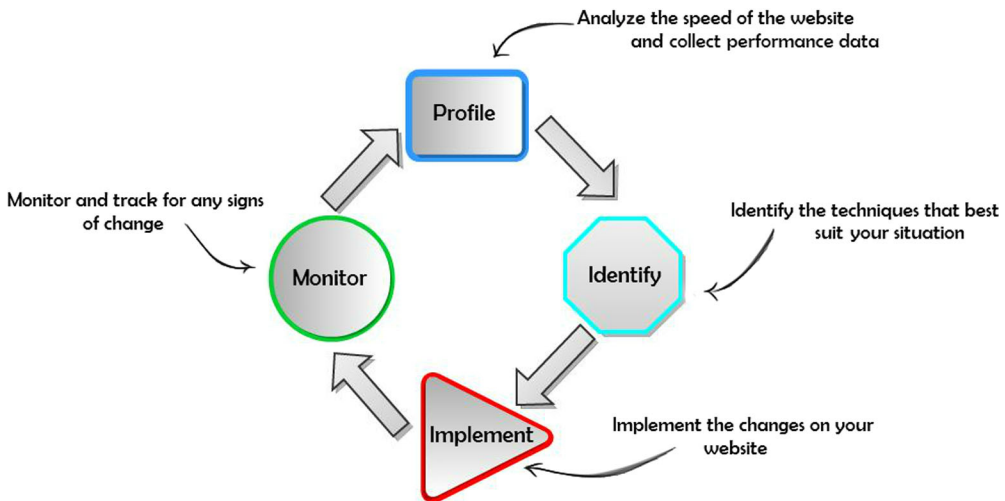 Analyze the speed of the website
and collect performance data
Profile
Monitor and track for any signs
of change
Identify the techniques that best
suit your situation
Monitor
Identify
Implement the changes on your
website
Implement